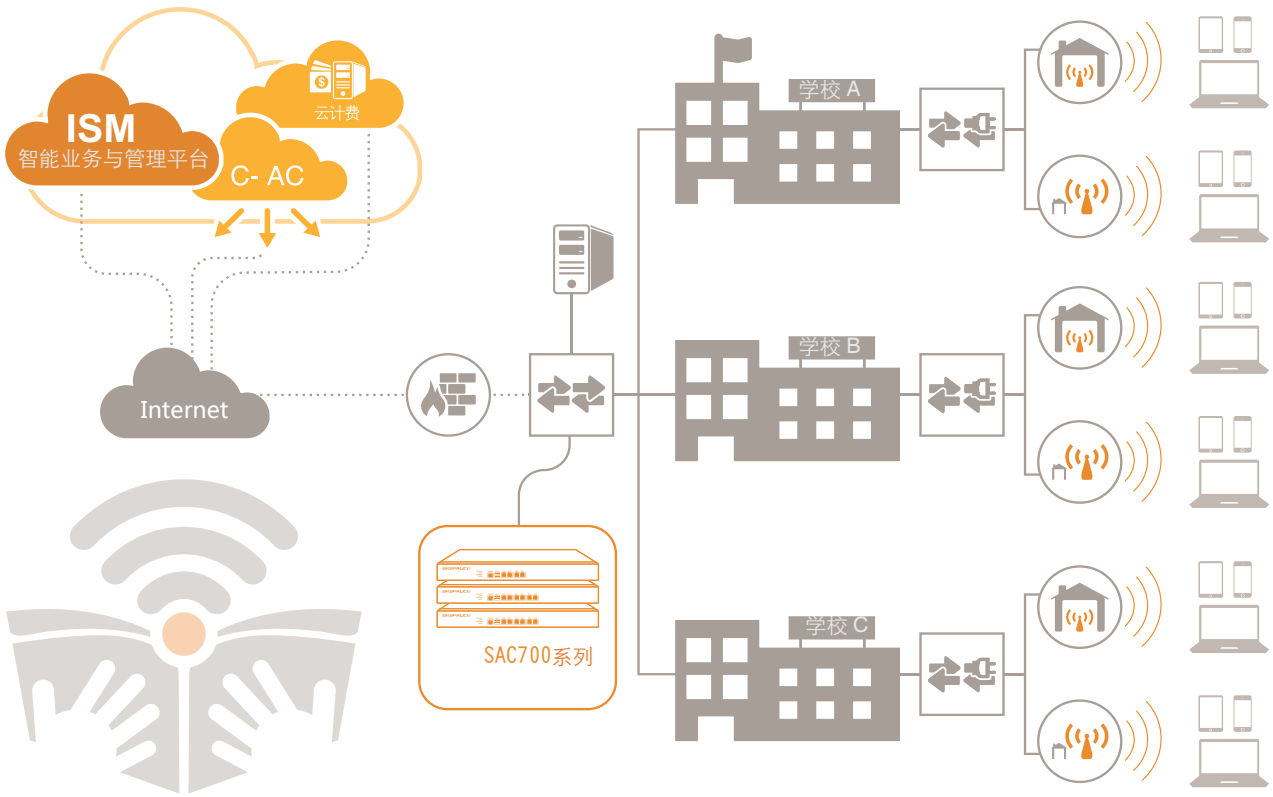 云计费
ISM
智能业务与管理平台
C- AC
Internet
SAC700系列
学校 A
学校 B
学校 C